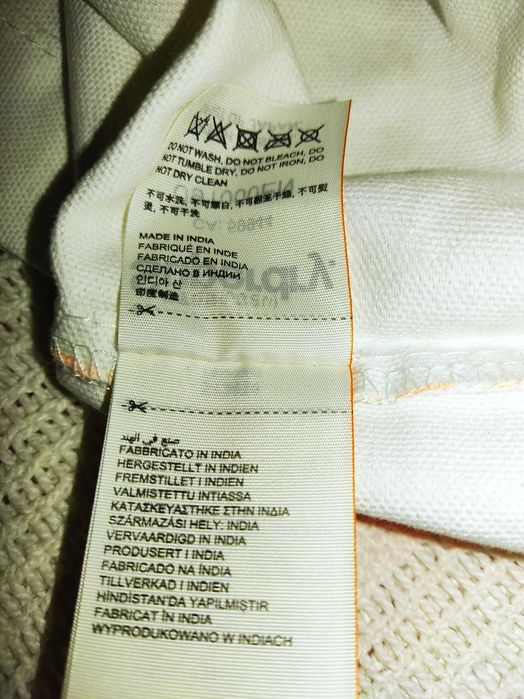 DO NOT WASH, DO NOT BLEACH, DO
NOT TUMBLE DRY, DO NOT IRON, DO
NOT DRY CLEAN
不可水洗, 不可漂白, 不可翻滚干燥, 不可熨
烫, 不可干洗
MADE IN INDIA
FABRIQUÉ EN INDE
FABRICADO EN INDIA
СДЕЛАНО В ИНДИИ
인디아 산
印度制造
صنع في الهند
FABBRICATO IN INDIA
HERGESTELLT IN INDIEN
FREMSTILLET I INDIEN
VALMISTETTU INTIASSA
ΚΑΤΑΣΚΕΥΑΣΤΗΚΕ ΣΤΗΝ ΙΝΔΙΑ
SZÁRMAZÁSI HELY: INDIA
VERVAARDIGD IN INDIA
PRODUSERT I INDIA
FABRICADO NA ÍNDIA
TILLVERKAD I INDIEN
HİNDİSTAN'DA YAPILMIŞTIR
FABRICAT ÎN INDIA
WYPRODUKOWANO W INDIACH